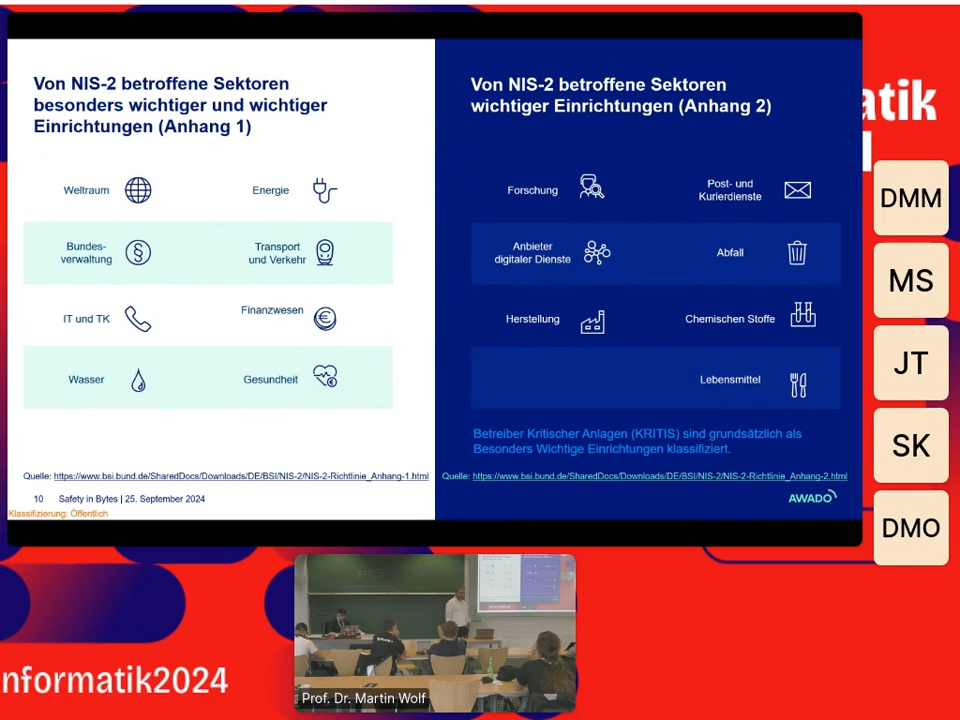 Von NIS-2 betroffene Sektoren
besonders wichtiger und wichtiger
Einrichtungen (Anhang 1)
Weltraum
Energie
Bundes-
verwaltung
Transport
und Verkehr
IT und TK
Finanzwesen
Wasser
Gesundheit
Quelle: https://www.bsi.bund.de/SharedDocs/Downloads/DE/BSI/NIS-2/NIS-2-Richtlinie_Anhang-1.html
10 Safety in Bytes | 25. September 2024
Klassifizierung: Öffentlich
Von NIS-2 betroffene Sektoren
wichtiger Einrichtungen (Anhang 2)
Forschung
Post- und
Kurierdienste
Anbieter
digitaler Dienste
Abfall
Herstellung
Chemischen Stoffe
Lebensmittel
Betreiber Kritischer Anlagen (KRITIS) sind grundsätzlich als
Besonders Wichtige Einrichtungen klassifiziert.
Quelle: https://www.bsi.bund.de/SharedDocs/Downloads/DE/BSI/NIS-2/NIS-2-Richtlinie_Anhang-2.html
AWADO
atik
DMM
MS
JT
SK
DMO
Prof. Dr. Martin Wolf
nformatik2024